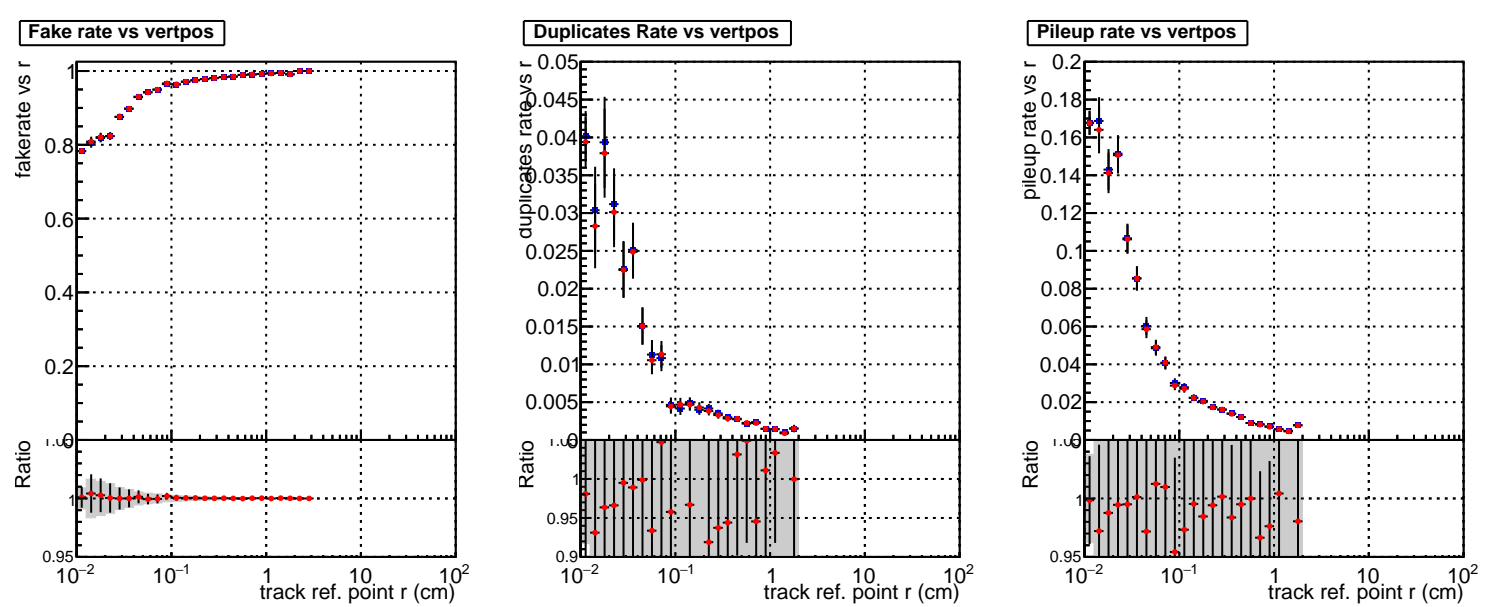 Fake rate vs vertpos
fakerate vs r
1
0.8
0.6
0.4
0.2
0
Ratio
1
0.95
10⁻² 10⁻¹ 1 10 10²
track ref. point r (cm)
Duplicates Rate vs vertpos
duplicates rate vs r
0.05
0.045
0.04
0.035
0.03
0.025
0.02
0.015
0.01
0.005
0
Ratio
1
0.95
0.9
10⁻² 10⁻¹ 1 10 10²
track ref. point r (cm)
Pileup rate vs vertpos
pileup rate vs r
0.2
0.18
0.16
0.14
0.12
0.1
0.08
0.06
0.04
0.02
0
Ratio
1
0.95
10⁻² 10⁻¹ 1 10 10²
track ref. point r (cm)